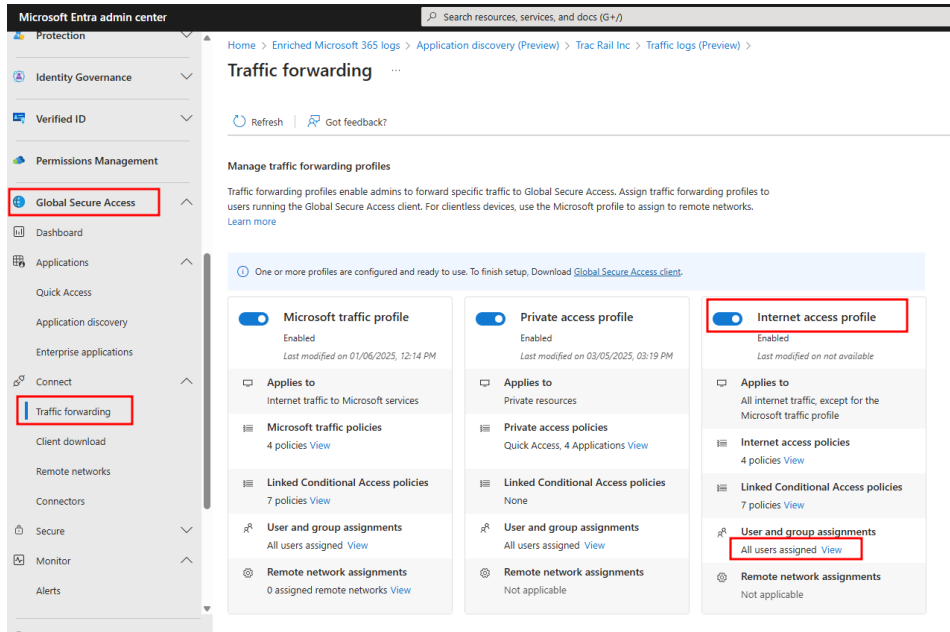 Microsoft Entra admin center
Search resources, services, and docs (G+/)
Protection
Identity Governance
Verified ID
Permissions Management
Global Secure Access
Dashboard
Applications
Quick Access
Application discovery
Enterprise applications
Connect
Traffic forwarding
Client download
Remote networks
Connectors
Secure
Monitor
Alerts
Home > Enriched Microsoft 365 logs > Application discovery (Preview) > Trac Rail Inc > Traffic logs (Preview) >
Traffic forwarding ...
Refresh
Got feedback?
Manage traffic forwarding profiles
Traffic forwarding profiles enable admins to forward specific traffic to Global Secure Access. Assign traffic forwarding profiles to
users running the Global Secure Access client. For clientless devices, use the Microsoft profile to assign to remote networks.
Learn more
One or more profiles are configured and ready to use. To finish setup, Download Global Secure Access client.
Microsoft traffic profile
Enabled
Last modified on 01/06/2025, 12:14 PM
Applies to
Internet traffic to Microsoft services
Microsoft traffic policies
4 policies View
Linked Conditional Access policies
7 policies View
User and group assignments
All users assigned View
Remote network assignments
0 assigned remote networks View
Private access profile
Enabled
Last modified on 03/05/2025, 03:19 PM
Applies to
Private resources
Private access policies
Quick Access, 4 Applications View
Linked Conditional Access policies
None
User and group assignments
All users assigned View
Remote network assignments
Not applicable
Internet access profile
Enabled
Last modified on not available
Applies to
All internet traffic, except for the
Microsoft traffic profile
Internet access policies
4 policies View
Linked Conditional Access policies
7 policies View
User and group assignments
All users assigned View
Remote network assignments
Not applicable